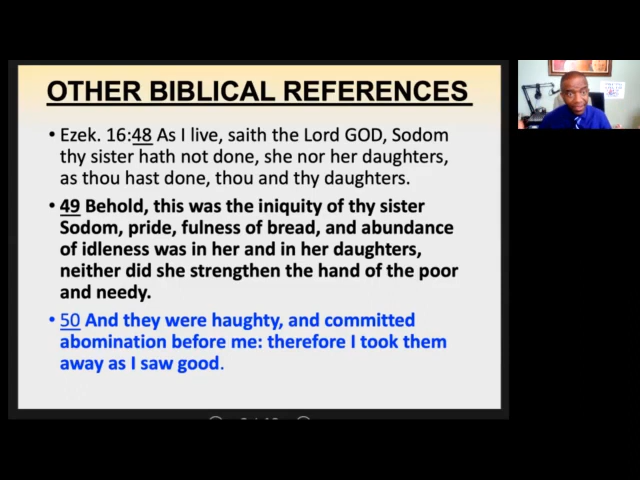 OTHER BIBLICAL REFERENCES
• Ezek. 16:48 As I live, saith the Lord GOD, Sodom
thy sister hath not done, she nor her daughters,
as thou hast done, thou and thy daughters.
• 49 Behold, this was the iniquity of thy sister
Sodom, pride, fulness of bread, and abundance
of idleness was in her and in her daughters,
neither did she strengthen the hand of the poor
and needy.
• 50 And they were haughty, and committed
abomination before me: therefore I took them
away as I saw good.